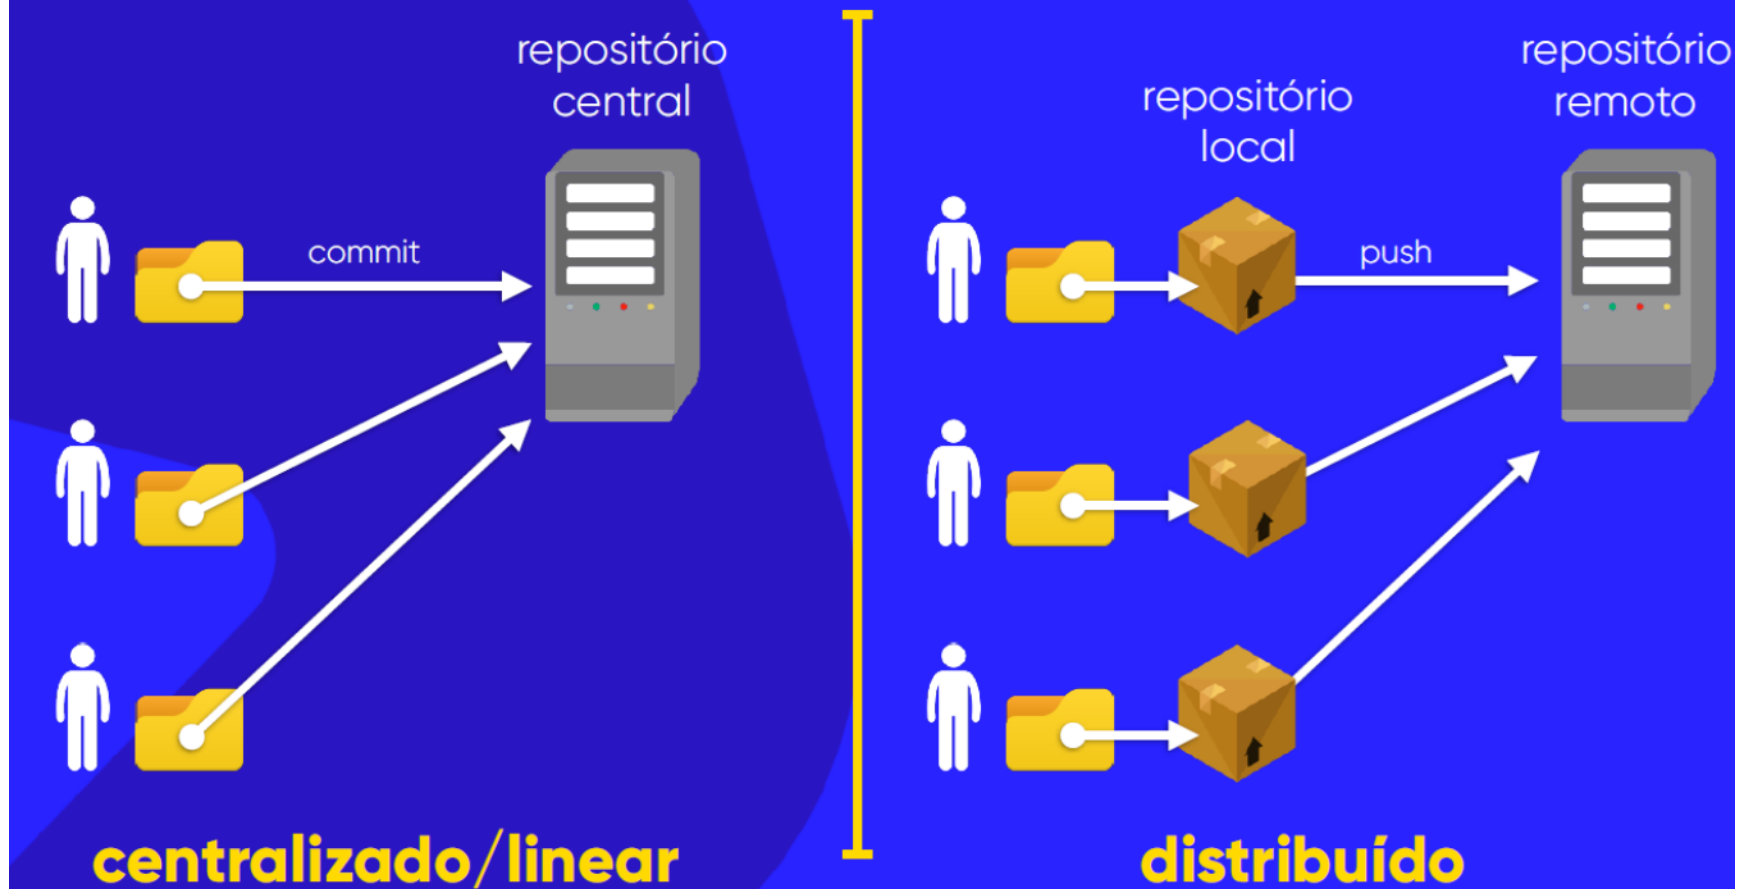 repositório
central
commit
centralizado/linear
repositório
local
repositório
remoto
push
distribuído